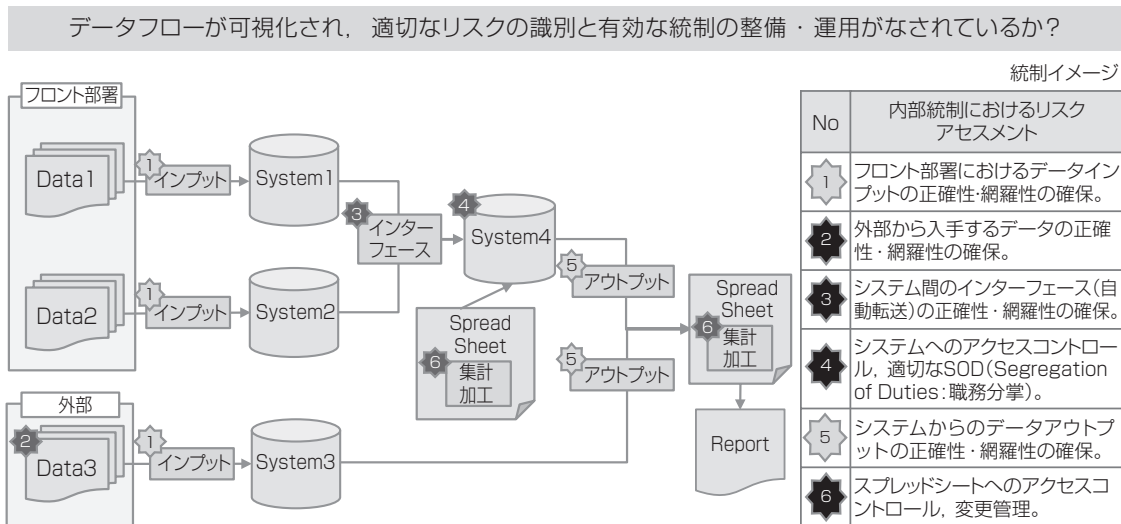 データフローが可視化され，適切なリスクの識別と有効な統制の整備・運用がなされているか？
統制イメージ
フロント部署
Data1
1
インプット
System1
3
インター
フェース
4
System4
5
アウトプット
Data2
1
インプット
System2
Spread
Sheet
6
集計
加工
5
アウトプット
Spread
Sheet
6
集計
加工
Report
外部
2
Data3
1
インプット
System3
No
内部統制におけるリスク
アセスメント
1
フロント部署におけるデータイン
プットの正確性・網羅性の確保。
2
外部から入手するデータの正確
性・網羅性の確保。
3
システム間のインターフェース（自
動転送）の正確性・網羅性の確保。
4
システムへのアクセスコントロー
ル，適切なSOD（Segregation
of Duties：職務分掌）。
5
システムからのデータアウトプ
ットの正確性・網羅性の確保。
6
スプレッドシートへのアクセスコ
ントロール，変更管理。